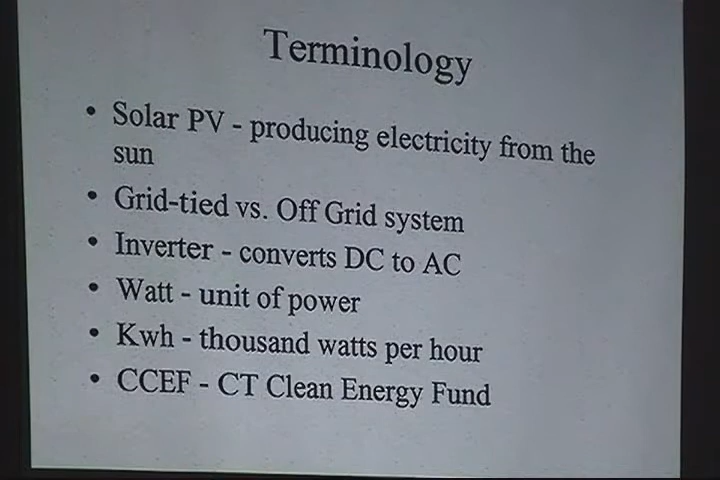 Terminology
• Solar PV - producing electricity from the
sun
• Grid-tied vs. Off Grid system
• Inverter - converts DC to AC
• Watt - unit of power
• Kwh - thousand watts per hour
• CCEF - CT Clean Energy Fund